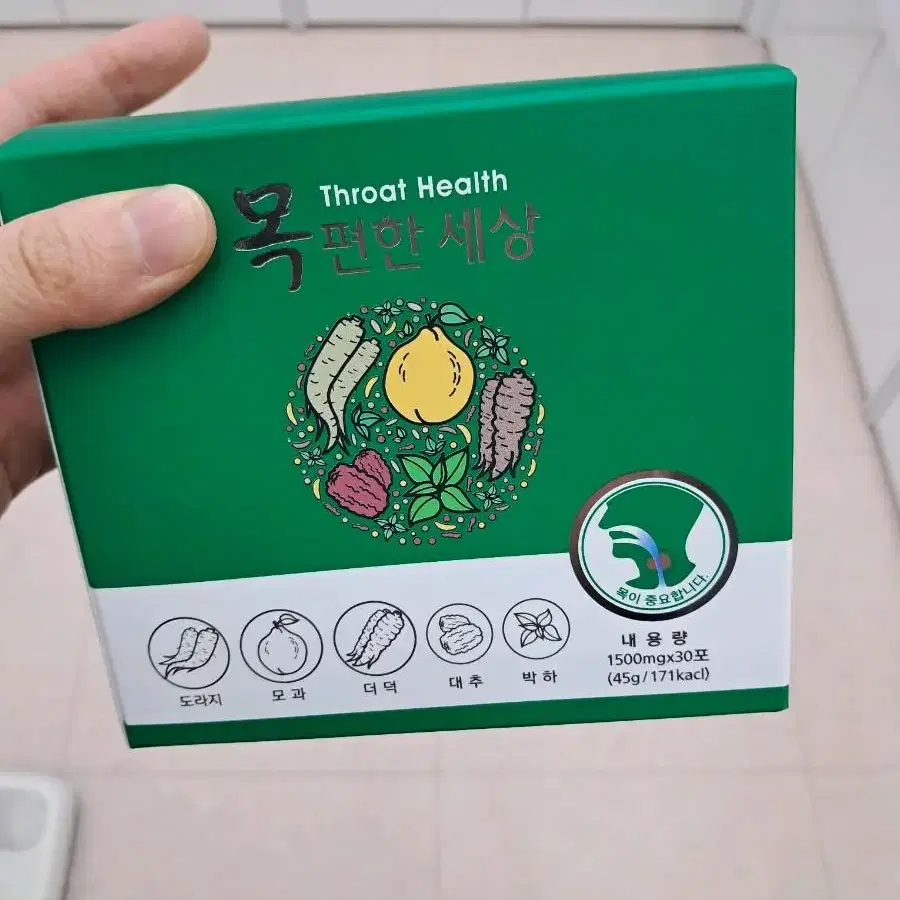 Throat Health
목 편한 세상
목이 중요합니다.
도라지 모과 더덕 대추 박하
내용량
1500mgx30포
(45g/171kacl)